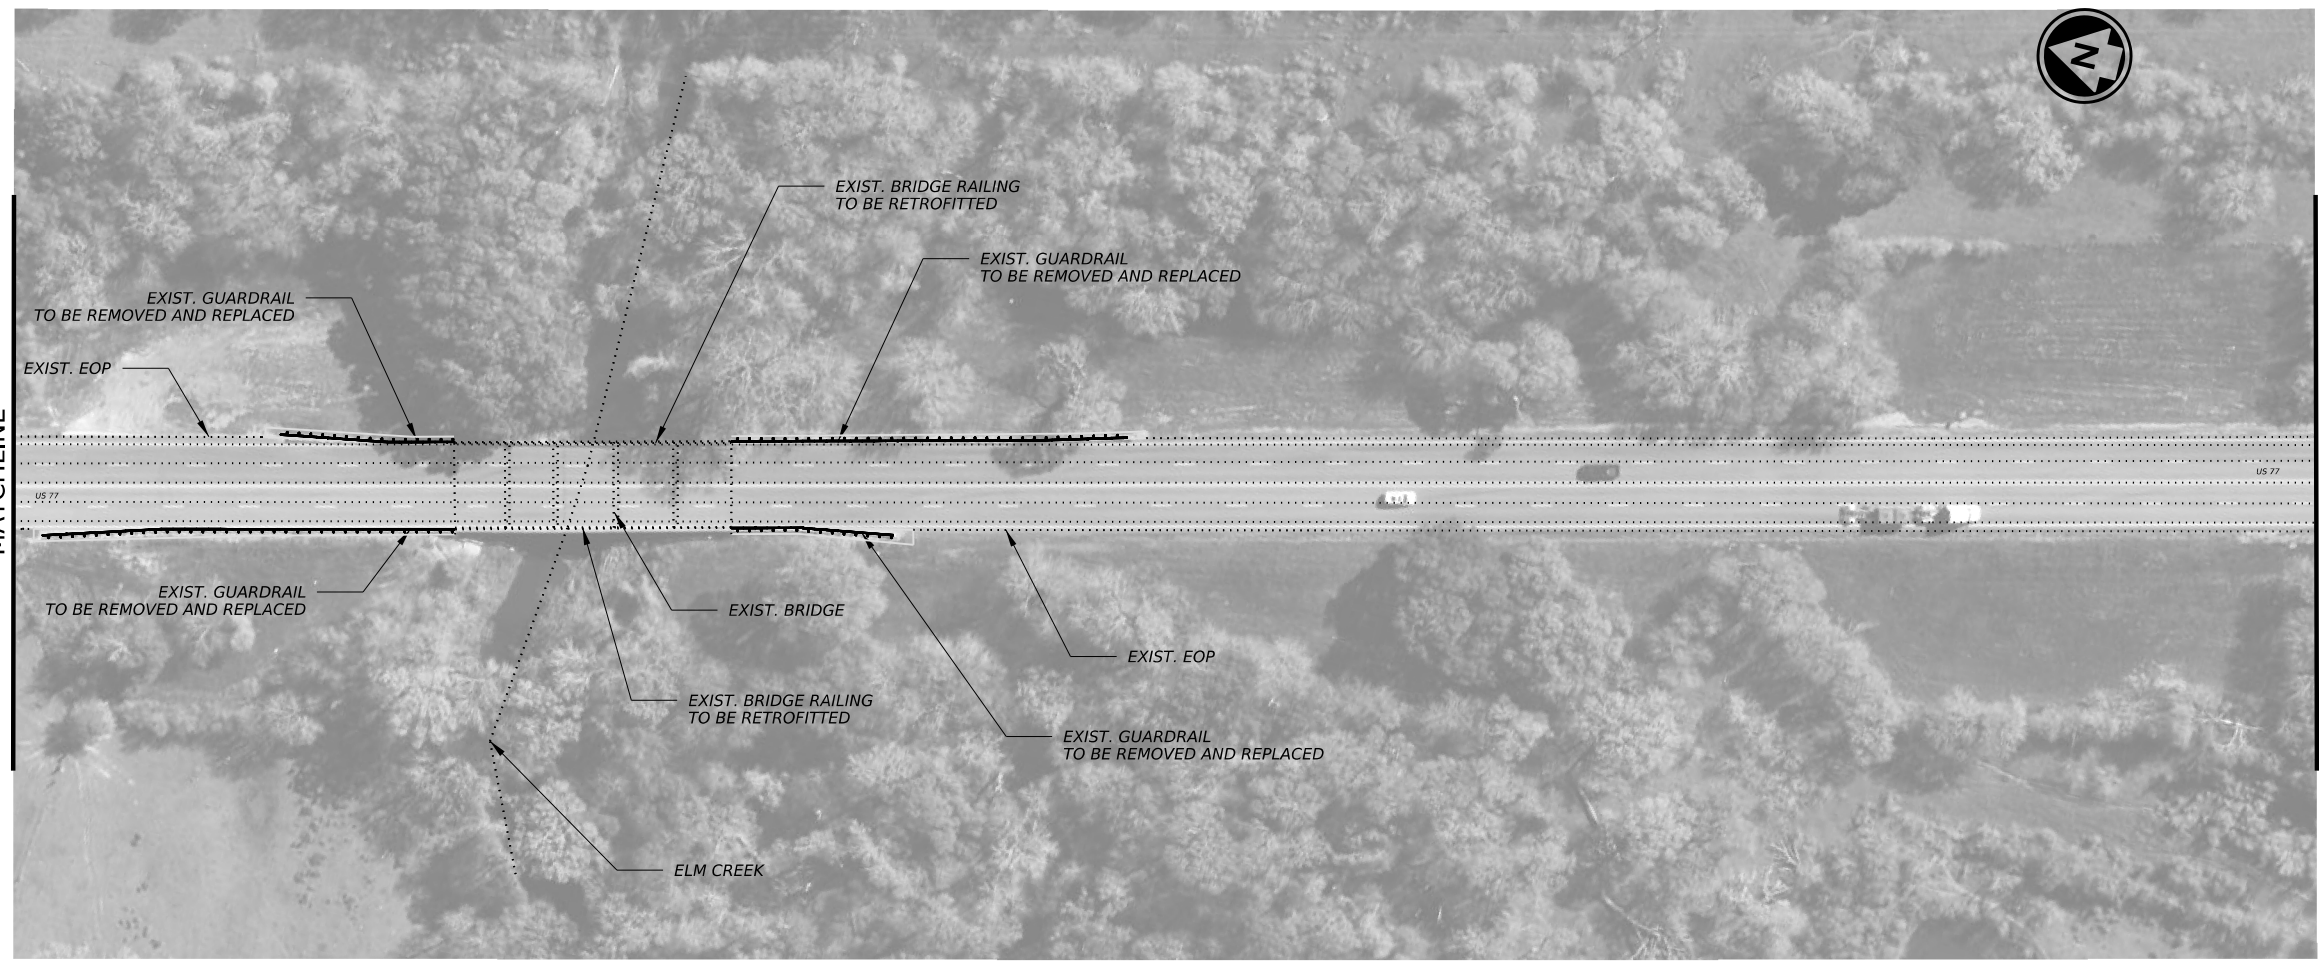 N
EXIST. BRIDGE RAILING
TO BE RETROFITTED
EXIST. GUARDRAIL
TO BE REMOVED AND REPLACED
EXIST. GUARDRAIL
TO BE REMOVED AND REPLACED
EXIST. EOP
US 77
US 77
EXIST. GUARDRAIL
TO BE REMOVED AND REPLACED
EXIST. BRIDGE
EXIST. EOP
EXIST. BRIDGE RAILING
TO BE RETROFITTED
EXIST. GUARDRAIL
TO BE REMOVED AND REPLACED
ELM CREEK